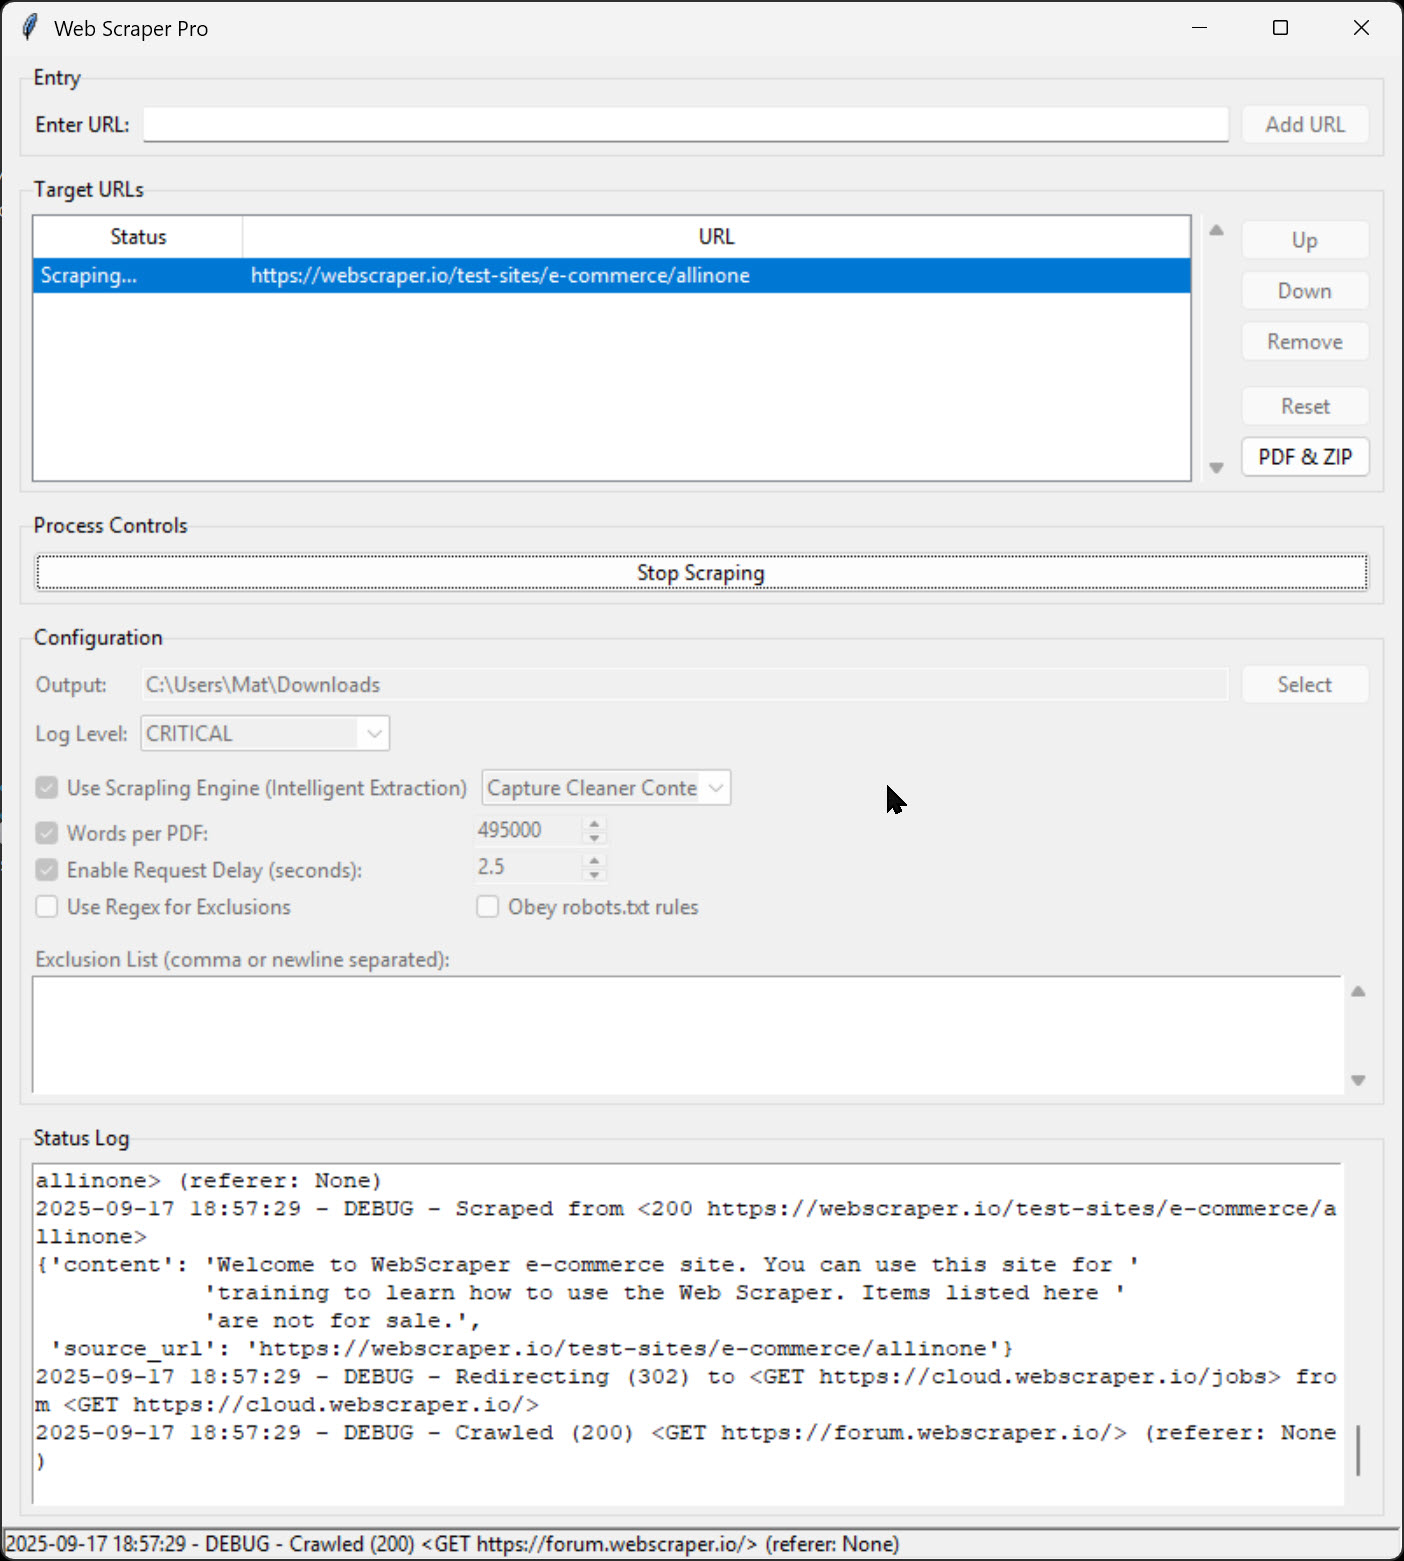 Web Scraper Pro
Entry
Enter URL:
Add URL
Target URLs
Status URL
Scraping... https://webscraper.io/test-sites/e-commerce/allinone
Up
Down
Remove
Reset
PDF & ZIP
Process Controls
Stop Scraping
Configuration
Output: C:\Users\Mat\Downloads Select
Log Level: CRITICAL
Use Scrapling Engine (Intelligent Extraction) Capture Cleaner Conte
Words per PDF: 495000
Enable Request Delay (seconds): 2.5
Use Regex for Exclusions Obey robots.txt rules
Exclusion List (comma or newline separated):
Status Log
allinone> (referer: None)
2025-09-17 18:57:29 - DEBUG - Scraped from <200 https://webscraper.io/test-sites/e-commerce/a
llinone>
{'content': 'Welcome to WebScraper e-commerce site. You can use this site for '
'training to learn how to use the Web Scraper. Items listed here '
'are not for sale.',
'source_url': 'https://webscraper.io/test-sites/e-commerce/allinone'}
2025-09-17 18:57:29 - DEBUG - Redirecting (302) to <GET https://cloud.webscraper.io/jobs> fro
m <GET https://cloud.webscraper.io/>
2025-09-17 18:57:29 - DEBUG - Crawled (200) <GET https://forum.webscraper.io/> (referer: None
)
2025-09-17 18:57:29 - DEBUG - Crawled (200) <GET https://forum.webscraper.io/> (referer: None)